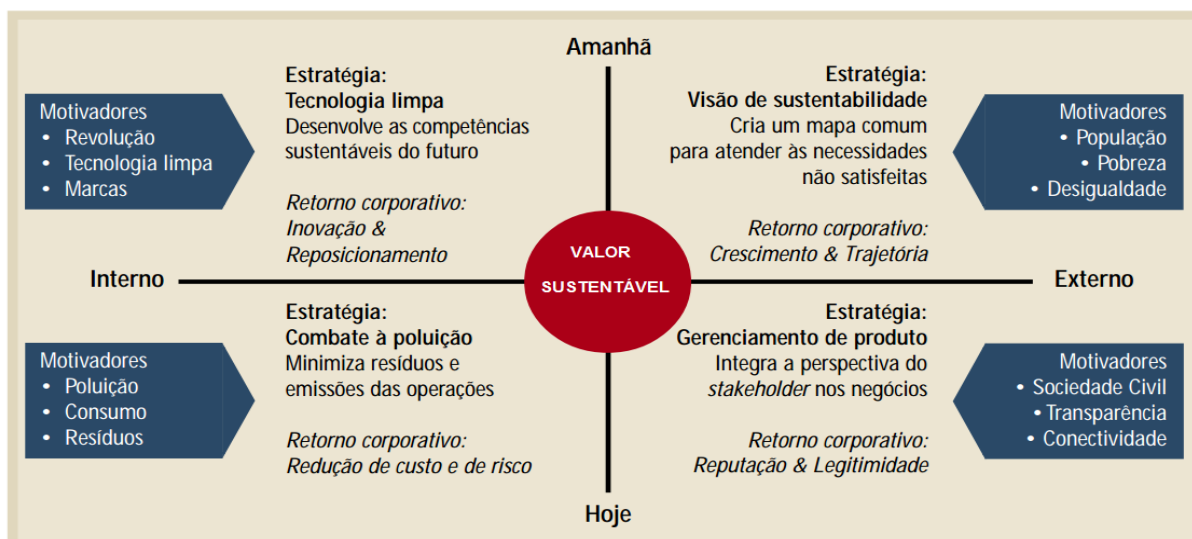 Amanhã
Motivadores
• Revolução
• Tecnologia limpa
• Marcas
Estratégia:
Tecnologia limpa
Desenvolve as competências
sustentáveis do futuro
Retorno corporativo:
Inovação &
Reposicionamento
Estratégia:
Visão de sustentabilidade
Cria um mapa comum
para atender às necessidades
não satisfeitas
Retorno corporativo:
Crescimento & Trajetória
Motivadores
• População
• Pobreza
• Desigualdade
Interno
VALOR
SUSTENTÁVEL
Externo
Motivadores
• Poluição
• Consumo
• Resíduos
Estratégia:
Combate à poluição
Minimiza resíduos e
emissões das operações
Retorno corporativo:
Redução de custo e de risco
Estratégia:
Gerenciamento de produto
Integra a perspectiva do
stakeholder nos negócios
Retorno corporativo:
Reputação & Legitimidade
Motivadores
• Sociedade Civil
• Transparência
• Conectividade
Hoje